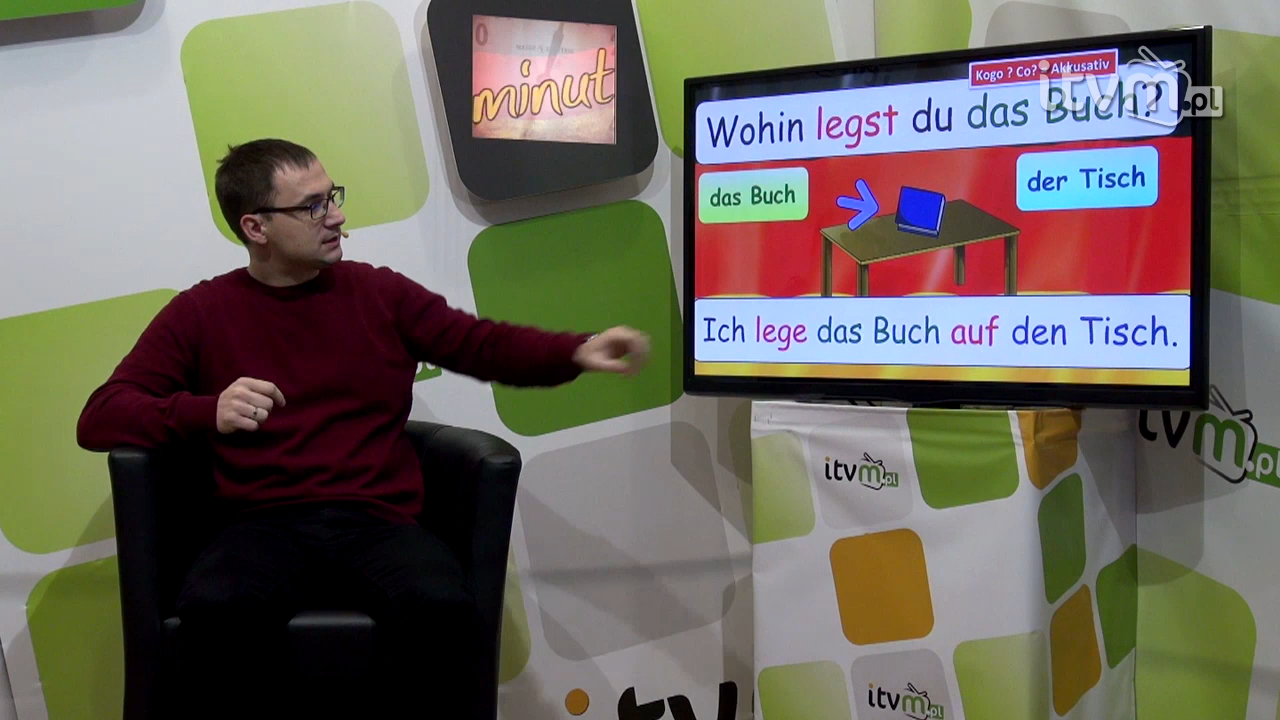 minut
Kogo ? Co? Akkusativ
itvm.pl
Wohin legst du das Buch?
das Buch
der Tisch
Ich lege das Buch auf den Tisch.
itvm.pl
itvm.pl
itvm.pl
itv